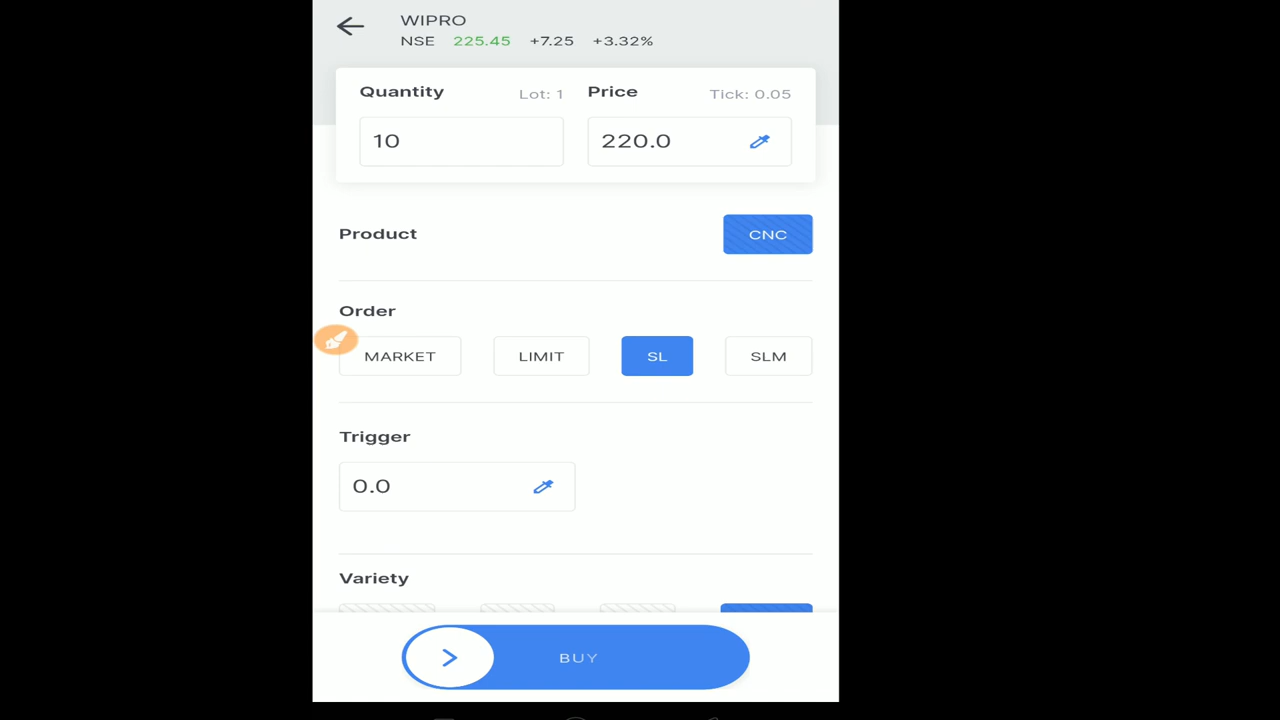 WIPRO
NSE 225.45 +7.25 +3.32%
Quantity Lot: 1 Price Tick: 0.05
10 220.0
Product CNC
Order
MARKET LIMIT SL SLM
Trigger
0.0
Variety
BUY